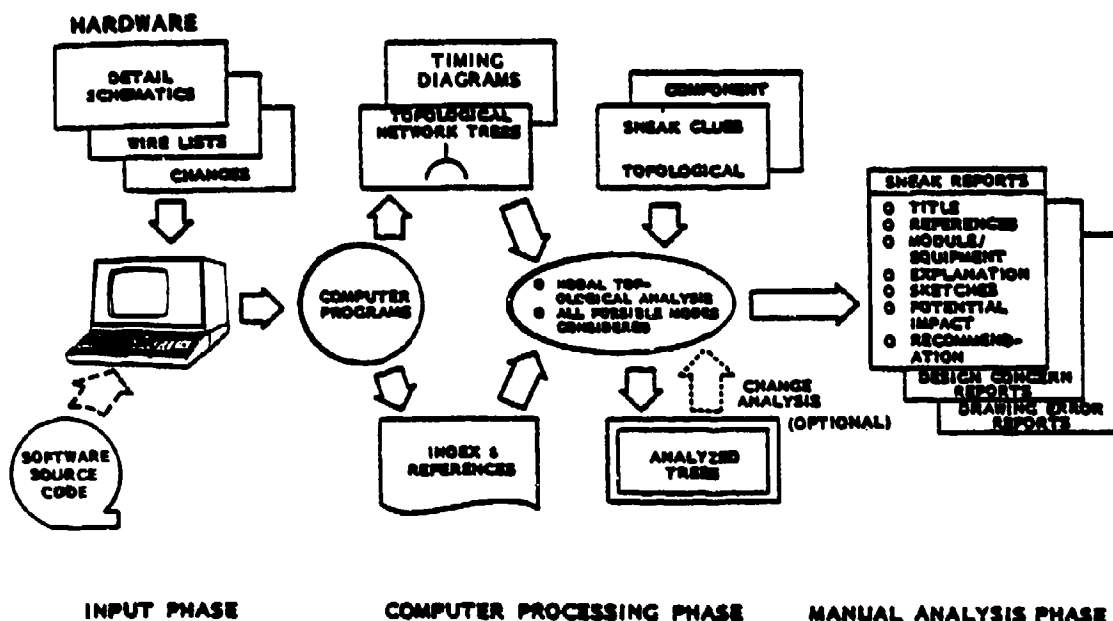 HARDWARE
DETAIL
SCHEMATICS
WIRE LISTS
CHANGES
TIMING
DIAGRAMS
TOPOLOGICAL
NETWORK TREES
COMPONENT
SNEAK CLUES
TOPOLOGICAL
COMPUTER
PROGRAMS
O NODAL TOP-
OLOGICAL ANALYSIS
O ALL POSSIBLE MODES
CONSIDERED
SNEAK REPORTS
O TITLE
O REFERENCES
O MODULE/
EQUIPMENT
O EXPLANATION
O SKETCHES
O POTENTIAL
IMPACT
O RECOMMEND-
ATION
DESIGN CONCERN
REPORTS
DRAWING ERROR
REPORTS
CHANGE
ANALYSIS
(OPTIONAL)
SOFTWARE
SOURCE
CODE
INDEX &
REFERENCES
ANALYZED
TREES
INPUT PHASE
COMPUTER PROCESSING PHASE
MANUAL ANALYSIS PHASE